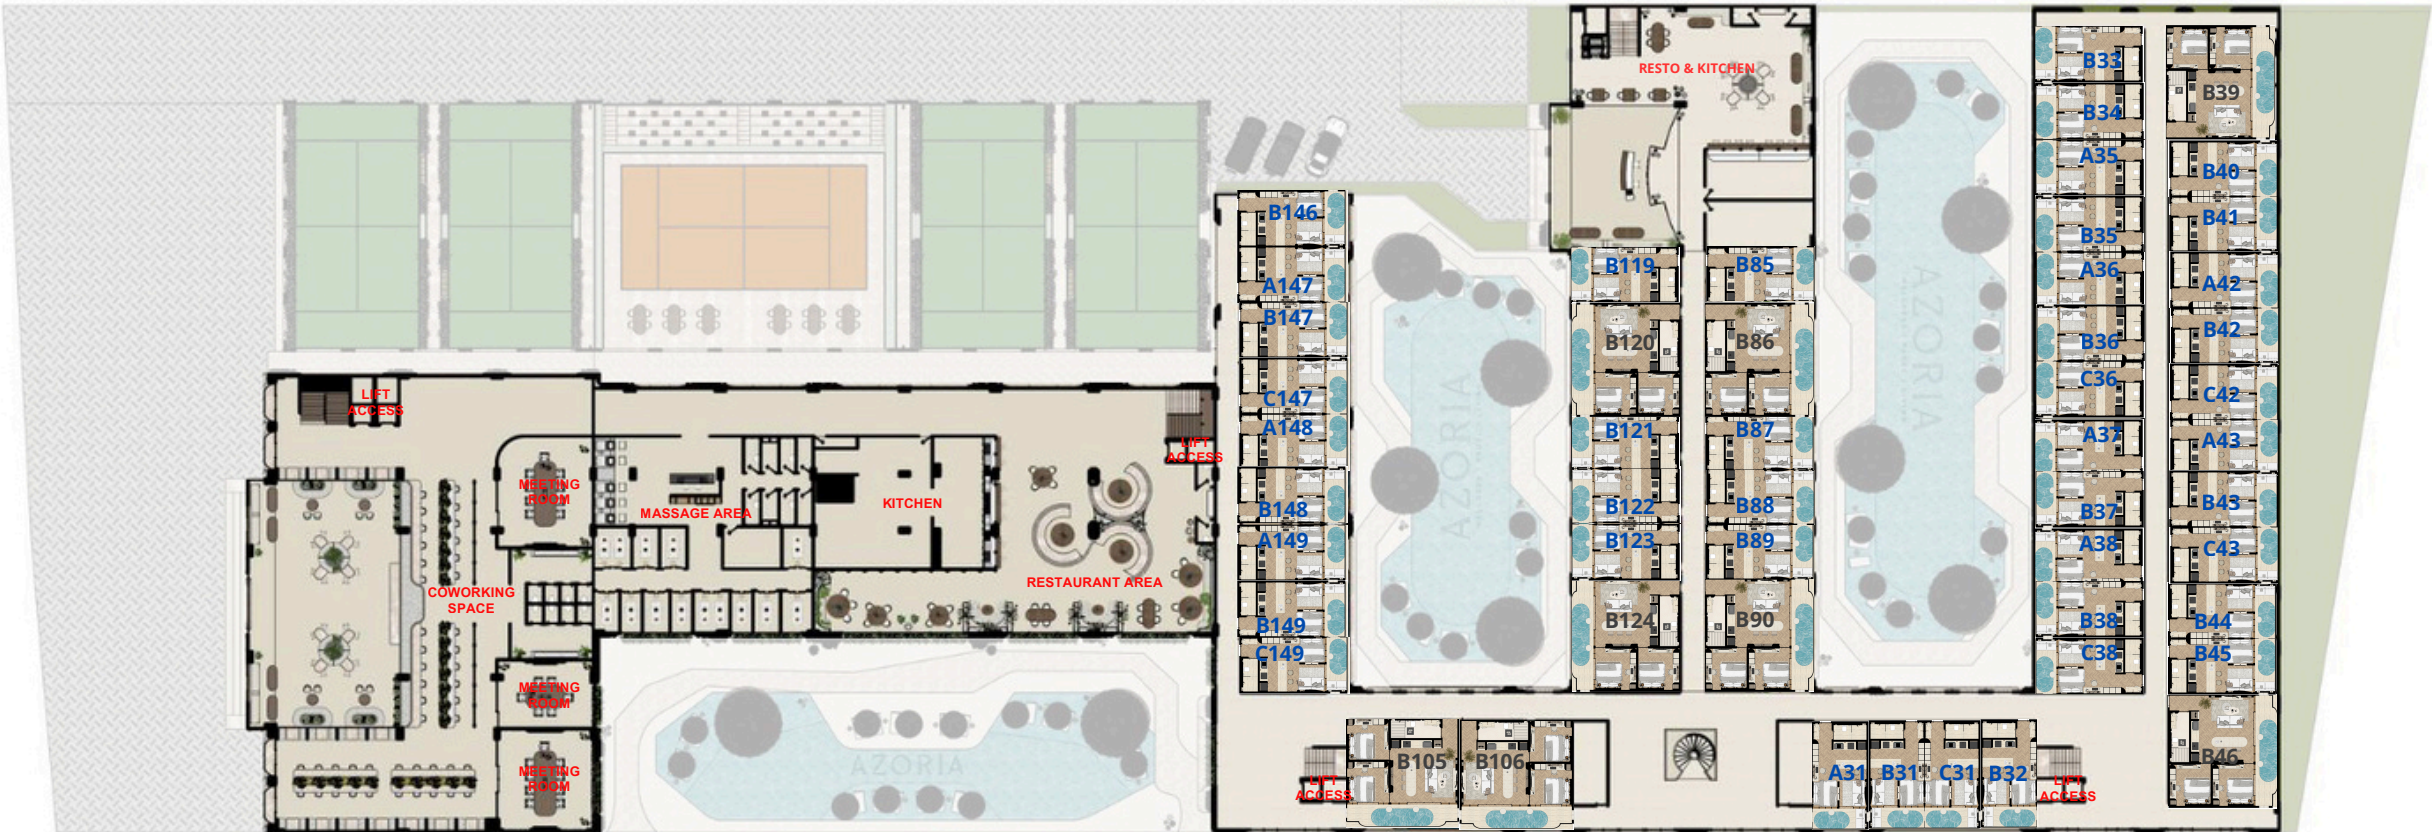 RESTO & KITCHEN
B33
B34
A35
B35
A36
B36
C36
A37
B37
A38
B38
C38
B39
B40
B41
A42
B42
C42
A43
B43
C43
B44
B45
B46
B146
A147
B147
C147
A148
B148
A149
B149
C149
B119
B120
B121
B122
B123
B124
B85
B86
B87
B88
B89
B90
LIFT
ACCESS
MEETING
ROOM
MASSAGE AREA
KITCHEN
LIFT
ACCESS
RESTAURANT AREA
COWORKING
SPACE
MEETING
ROOM
MEETING
ROOM
AZORIA
AZORIA
AZORIA
LIFT
ACCESS
B105
B106
A31
B31
C31
B32
LIFT
ACCESS